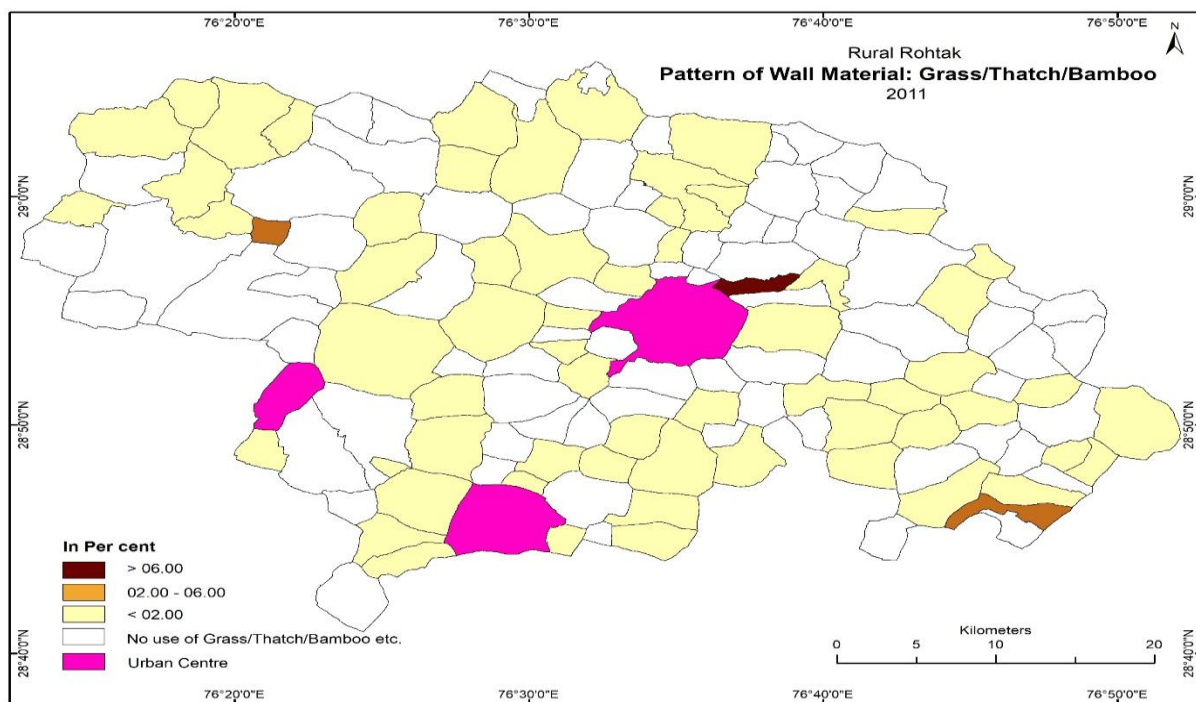 76°20'0"E 76°30'0"E 76°40'0"E 76°50'0"E
N
Rural Rohtak
Pattern of Wall Material: Grass/Thatch/Bamboo
2011
29°0'0"N 29°0'0"N
28°50'0"N 28°50'0"N
28°40'0"N 28°40'0"N
In Per cent
> 06.00
02.00 - 06.00
< 02.00
No use of Grass/Thatch/Bamboo etc.
Urban Centre
Kilometers
0 5 10 20
76°20'0"E 76°30'0"E 76°40'0"E 76°50'0"E